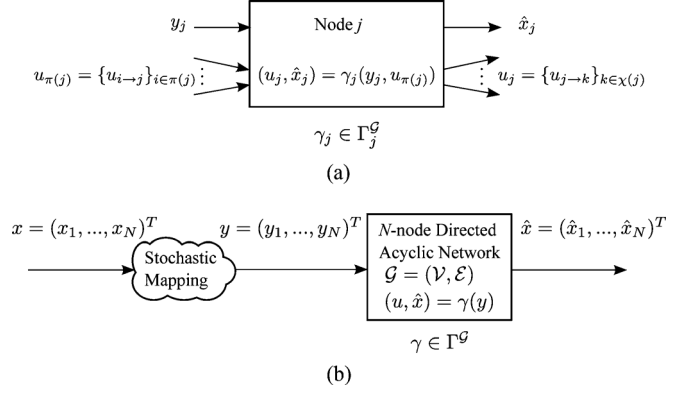 y_j Node j x̂_j
u_{π(j)} = {u_{i→j}}_{i∈π(j)} (u_j, x̂_j) = γ_j(y_j, u_{π(j)}) u_j = {u_{j→k}}_{k∈χ(j)}
γ_j ∈ Γ_j^𝒢
(a)
x = (x_1, ..., x_N)^T y = (y_1, ..., y_N)^T N-node Directed x̂ = (x̂_1, ..., x̂_N)^T
Stochastic Acyclic Network
Mapping 𝒢 = (𝒱, ℰ)
(u, x̂) = γ(y)
γ ∈ Γ^𝒢
(b)